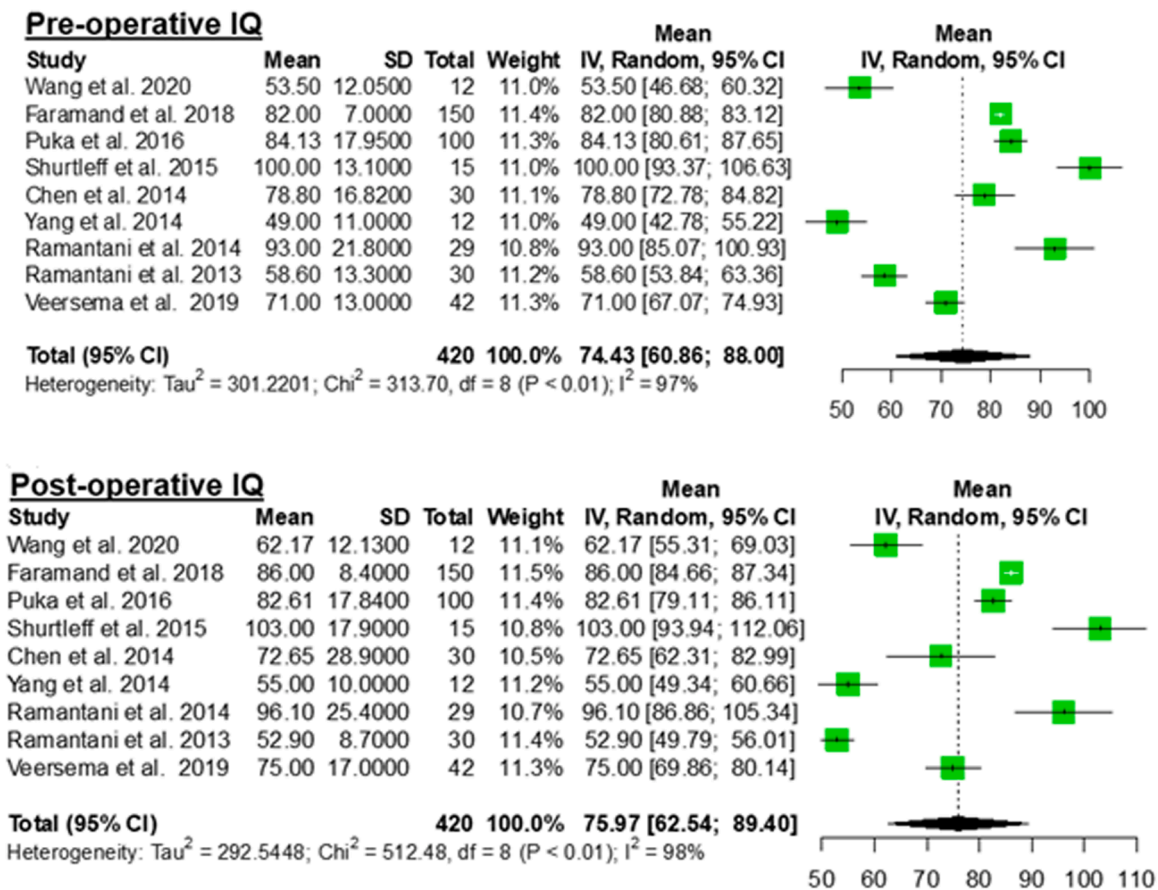 Pre-operative IQ
Mean Mean
Study Mean SD Total Weight IV, Random, 95% CI IV, Random, 95% CI
Wang et al. 2020 53.50 12.0500 12 11.0% 53.50 [46.68; 60.32]
Faramand et al. 2018 82.00 7.0000 150 11.4% 82.00 [80.88; 83.12]
Puka et al. 2016 84.13 17.9500 100 11.3% 84.13 [80.61; 87.65]
Shurtleff et al. 2015 100.00 13.1000 15 11.0% 100.00 [93.37; 106.63]
Chen et al. 2014 78.80 16.8200 30 11.1% 78.80 [72.78; 84.82]
Yang et al. 2014 49.00 11.0000 12 11.0% 49.00 [42.78; 55.22]
Ramantani et al. 2014 93.00 21.8000 29 10.8% 93.00 [85.07; 100.93]
Ramantani et al. 2013 58.60 13.3000 30 11.2% 58.60 [53.84; 63.36]
Veersema et al. 2019 71.00 13.0000 42 11.3% 71.00 [67.07; 74.93]
Total (95% CI) 420 100.0% 74.43 [60.86; 88.00]
Heterogeneity: Tau² = 301.2201; Chi² = 313.70, df = 8 (P < 0.01); I² = 97%
50 60 70 80 90 100
Post-operative IQ
Mean Mean
Study Mean SD Total Weight IV, Random, 95% CI IV, Random, 95% CI
Wang et al. 2020 62.17 12.1300 12 11.1% 62.17 [55.31; 69.03]
Faramand et al. 2018 86.00 8.4000 150 11.5% 86.00 [84.66; 87.34]
Puka et al. 2016 82.61 17.8400 100 11.4% 82.61 [79.11; 86.11]
Shurtleff et al. 2015 103.00 17.9000 15 10.8% 103.00 [93.94; 112.06]
Chen et al. 2014 72.65 28.9000 30 10.5% 72.65 [62.31; 82.99]
Yang et al. 2014 55.00 10.0000 12 11.2% 55.00 [49.34; 60.66]
Ramantani et al. 2014 96.10 25.4000 29 10.7% 96.10 [86.86; 105.34]
Ramantani et al. 2013 52.90 8.7000 30 11.4% 52.90 [49.79; 56.01]
Veersema et al. 2019 75.00 17.0000 42 11.3% 75.00 [69.86; 80.14]
Total (95% CI) 420 100.0% 75.97 [62.54; 89.40]
Heterogeneity: Tau² = 292.5448; Chi² = 512.48, df = 8 (P < 0.01); I² = 98%
50 60 70 80 90 100 110